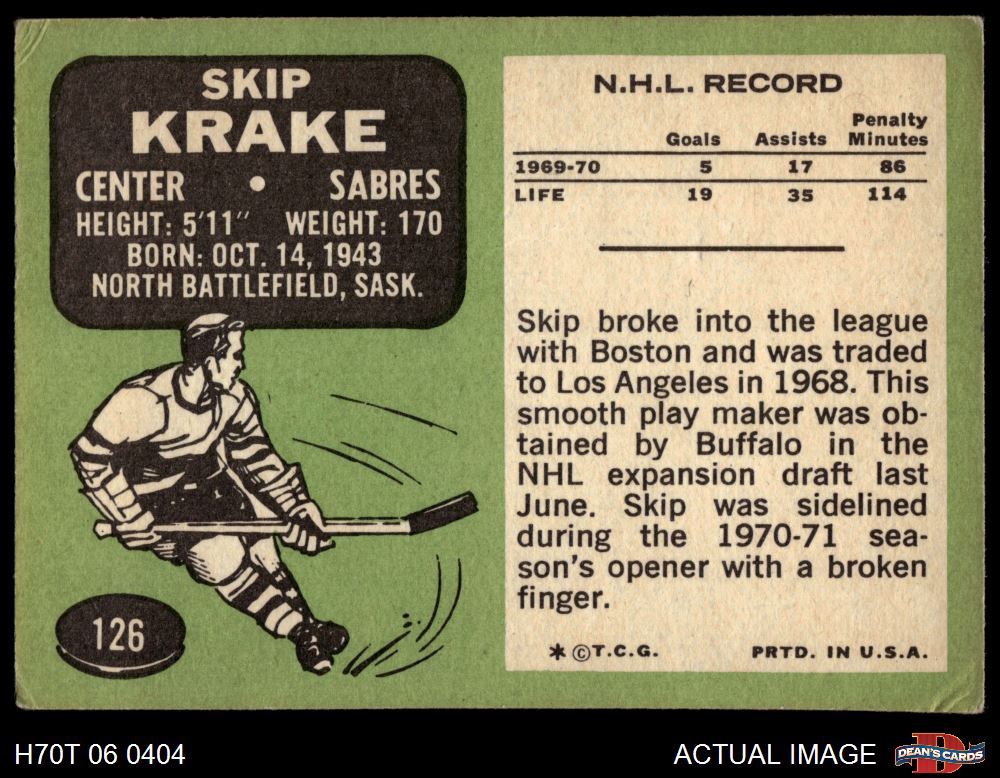 SKIP
KRAKE
CENTER • SABRES
HEIGHT: 5'11" WEIGHT: 170
BORN: OCT. 14, 1943
NORTH BATTLEFIELD, SASK.
126
N.H.L. RECORD
Goals Assists Penalty Minutes
1969-70 5 17 86
LIFE 19 35 114
Skip broke into the league
with Boston and was traded
to Los Angeles in 1968. This
smooth play maker was ob-
tained by Buffalo in the
NHL expansion draft last
June. Skip was sidelined
during the 1970-71 sea-
son's opener with a broken
finger.
* ©T.C.G. PRTD. IN U.S.A.
H70T 06 0404
ACTUAL IMAGE
D
DEAN'S CARDS